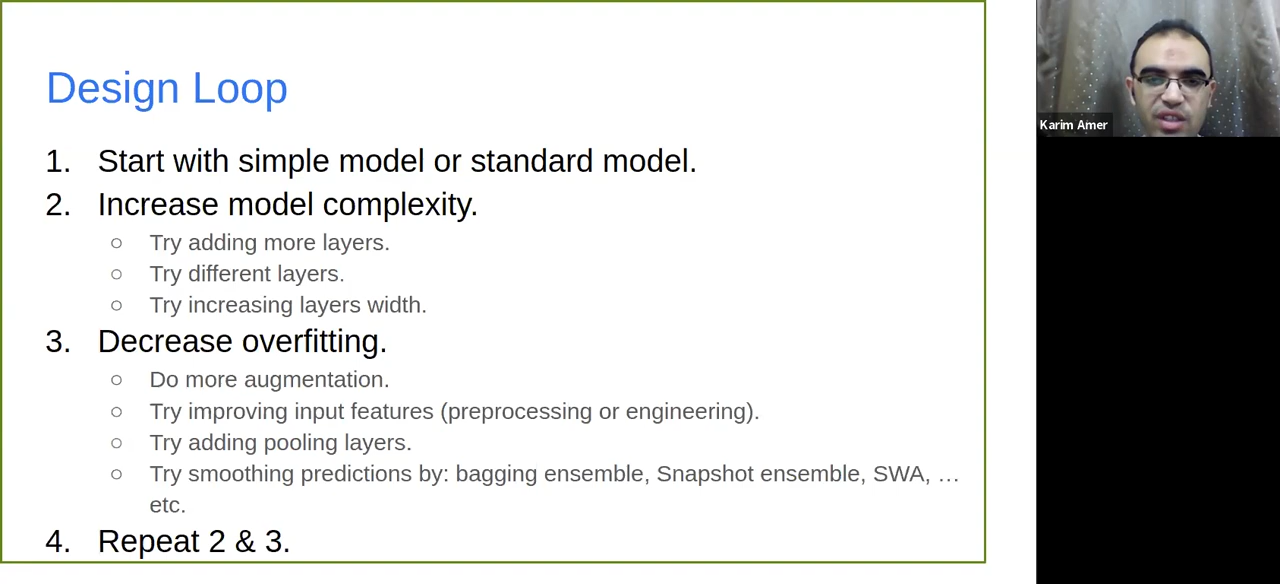 Design Loop
1. Start with simple model or standard model.
2. Increase model complexity.
○ Try adding more layers.
○ Try different layers.
○ Try increasing layers width.
3. Decrease overfitting.
○ Do more augmentation.
○ Try improving input features (preprocessing or engineering).
○ Try adding pooling layers.
○ Try smoothing predictions by: bagging ensemble, Snapshot ensemble, SWA, …
etc.
4. Repeat 2 & 3.
Karim Amer